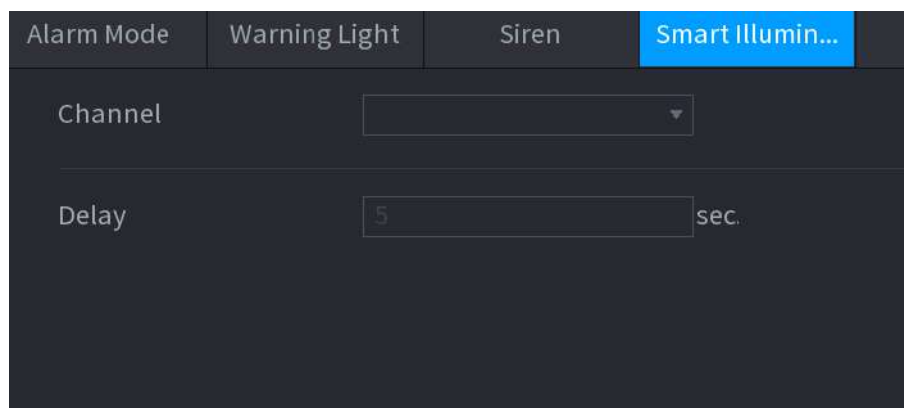 Alarm Mode Warning Light Siren Smart Illumin...
Channel
Delay 5 sec.